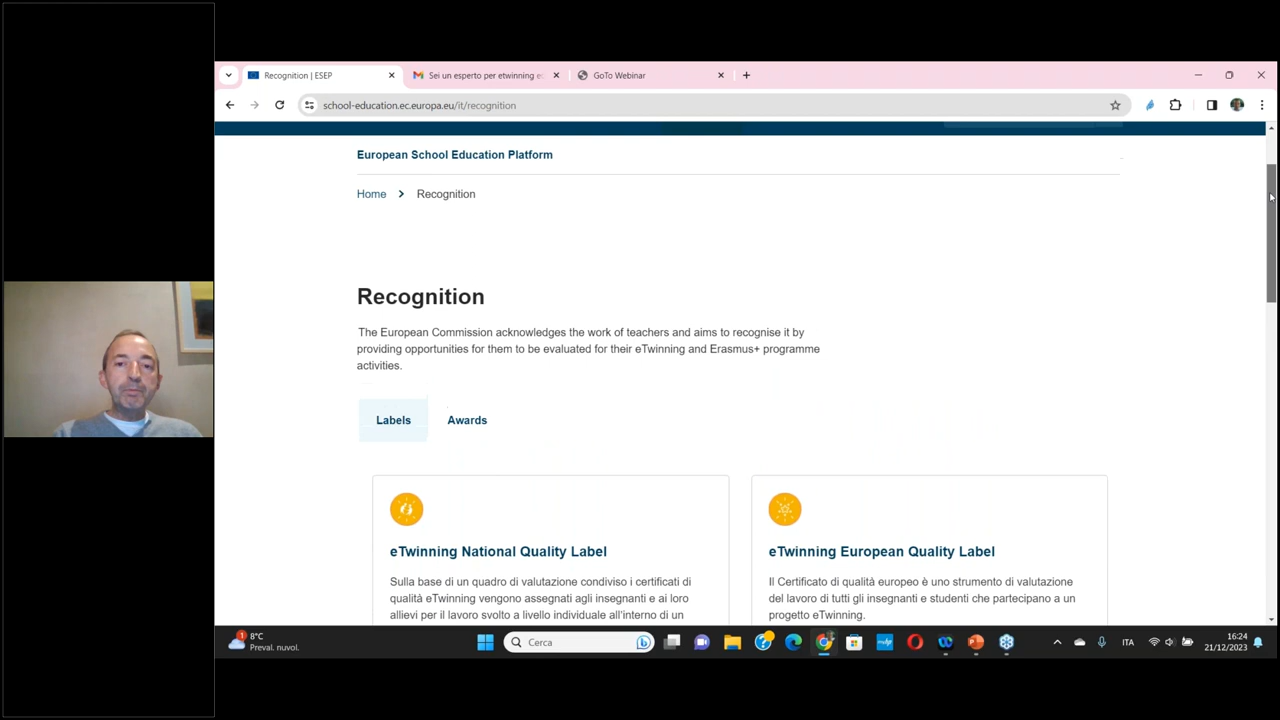 Recognition | ESEP
Sei un esperto per etwinning e
GoTo Webinar
school-education.ec.europa.eu/it/recognition
European School Education Platform
Home > Recognition
Recognition
The European Commission acknowledges the work of teachers and aims to recognise it by
providing opportunities for them to be evaluated for their eTwinning and Erasmus+ programme
activities.
Labels
Awards
eTwinning National Quality Label
Sulla base di un quadro di valutazione condiviso i certificati di
qualità eTwinning vengono assegnati agli insegnanti e ai loro
allievi per il lavoro svolto a livello individuale all'interno di un
eTwinning European Quality Label
Il Certificato di qualità europeo è uno strumento di valutazione
del lavoro di tutti gli insegnanti e studenti che partecipano a un
progetto eTwinning.
1
8°C
Preval. nuvol.
Cerca
ITA
16:24
21/12/2023